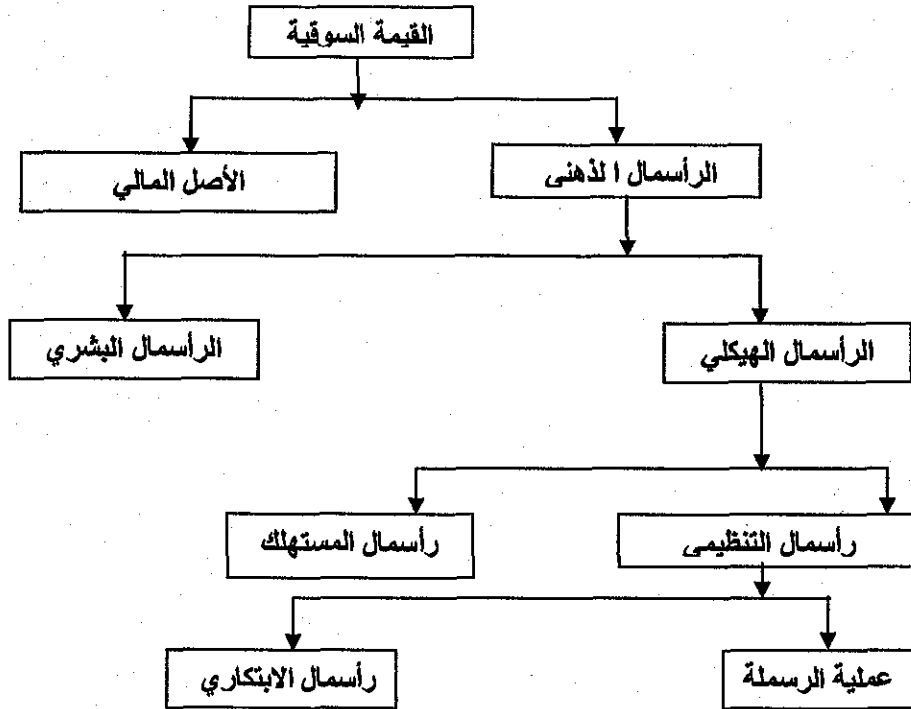 القيمة السوقية
الرأسمال ا لذهنى
الأصل المالي
الرأسمال الهيكلي
الرأسمال البشري
رأسمال التنظيمى
رأسمال المستهلك
عملية الرسملة
رأسمال الابتكاري